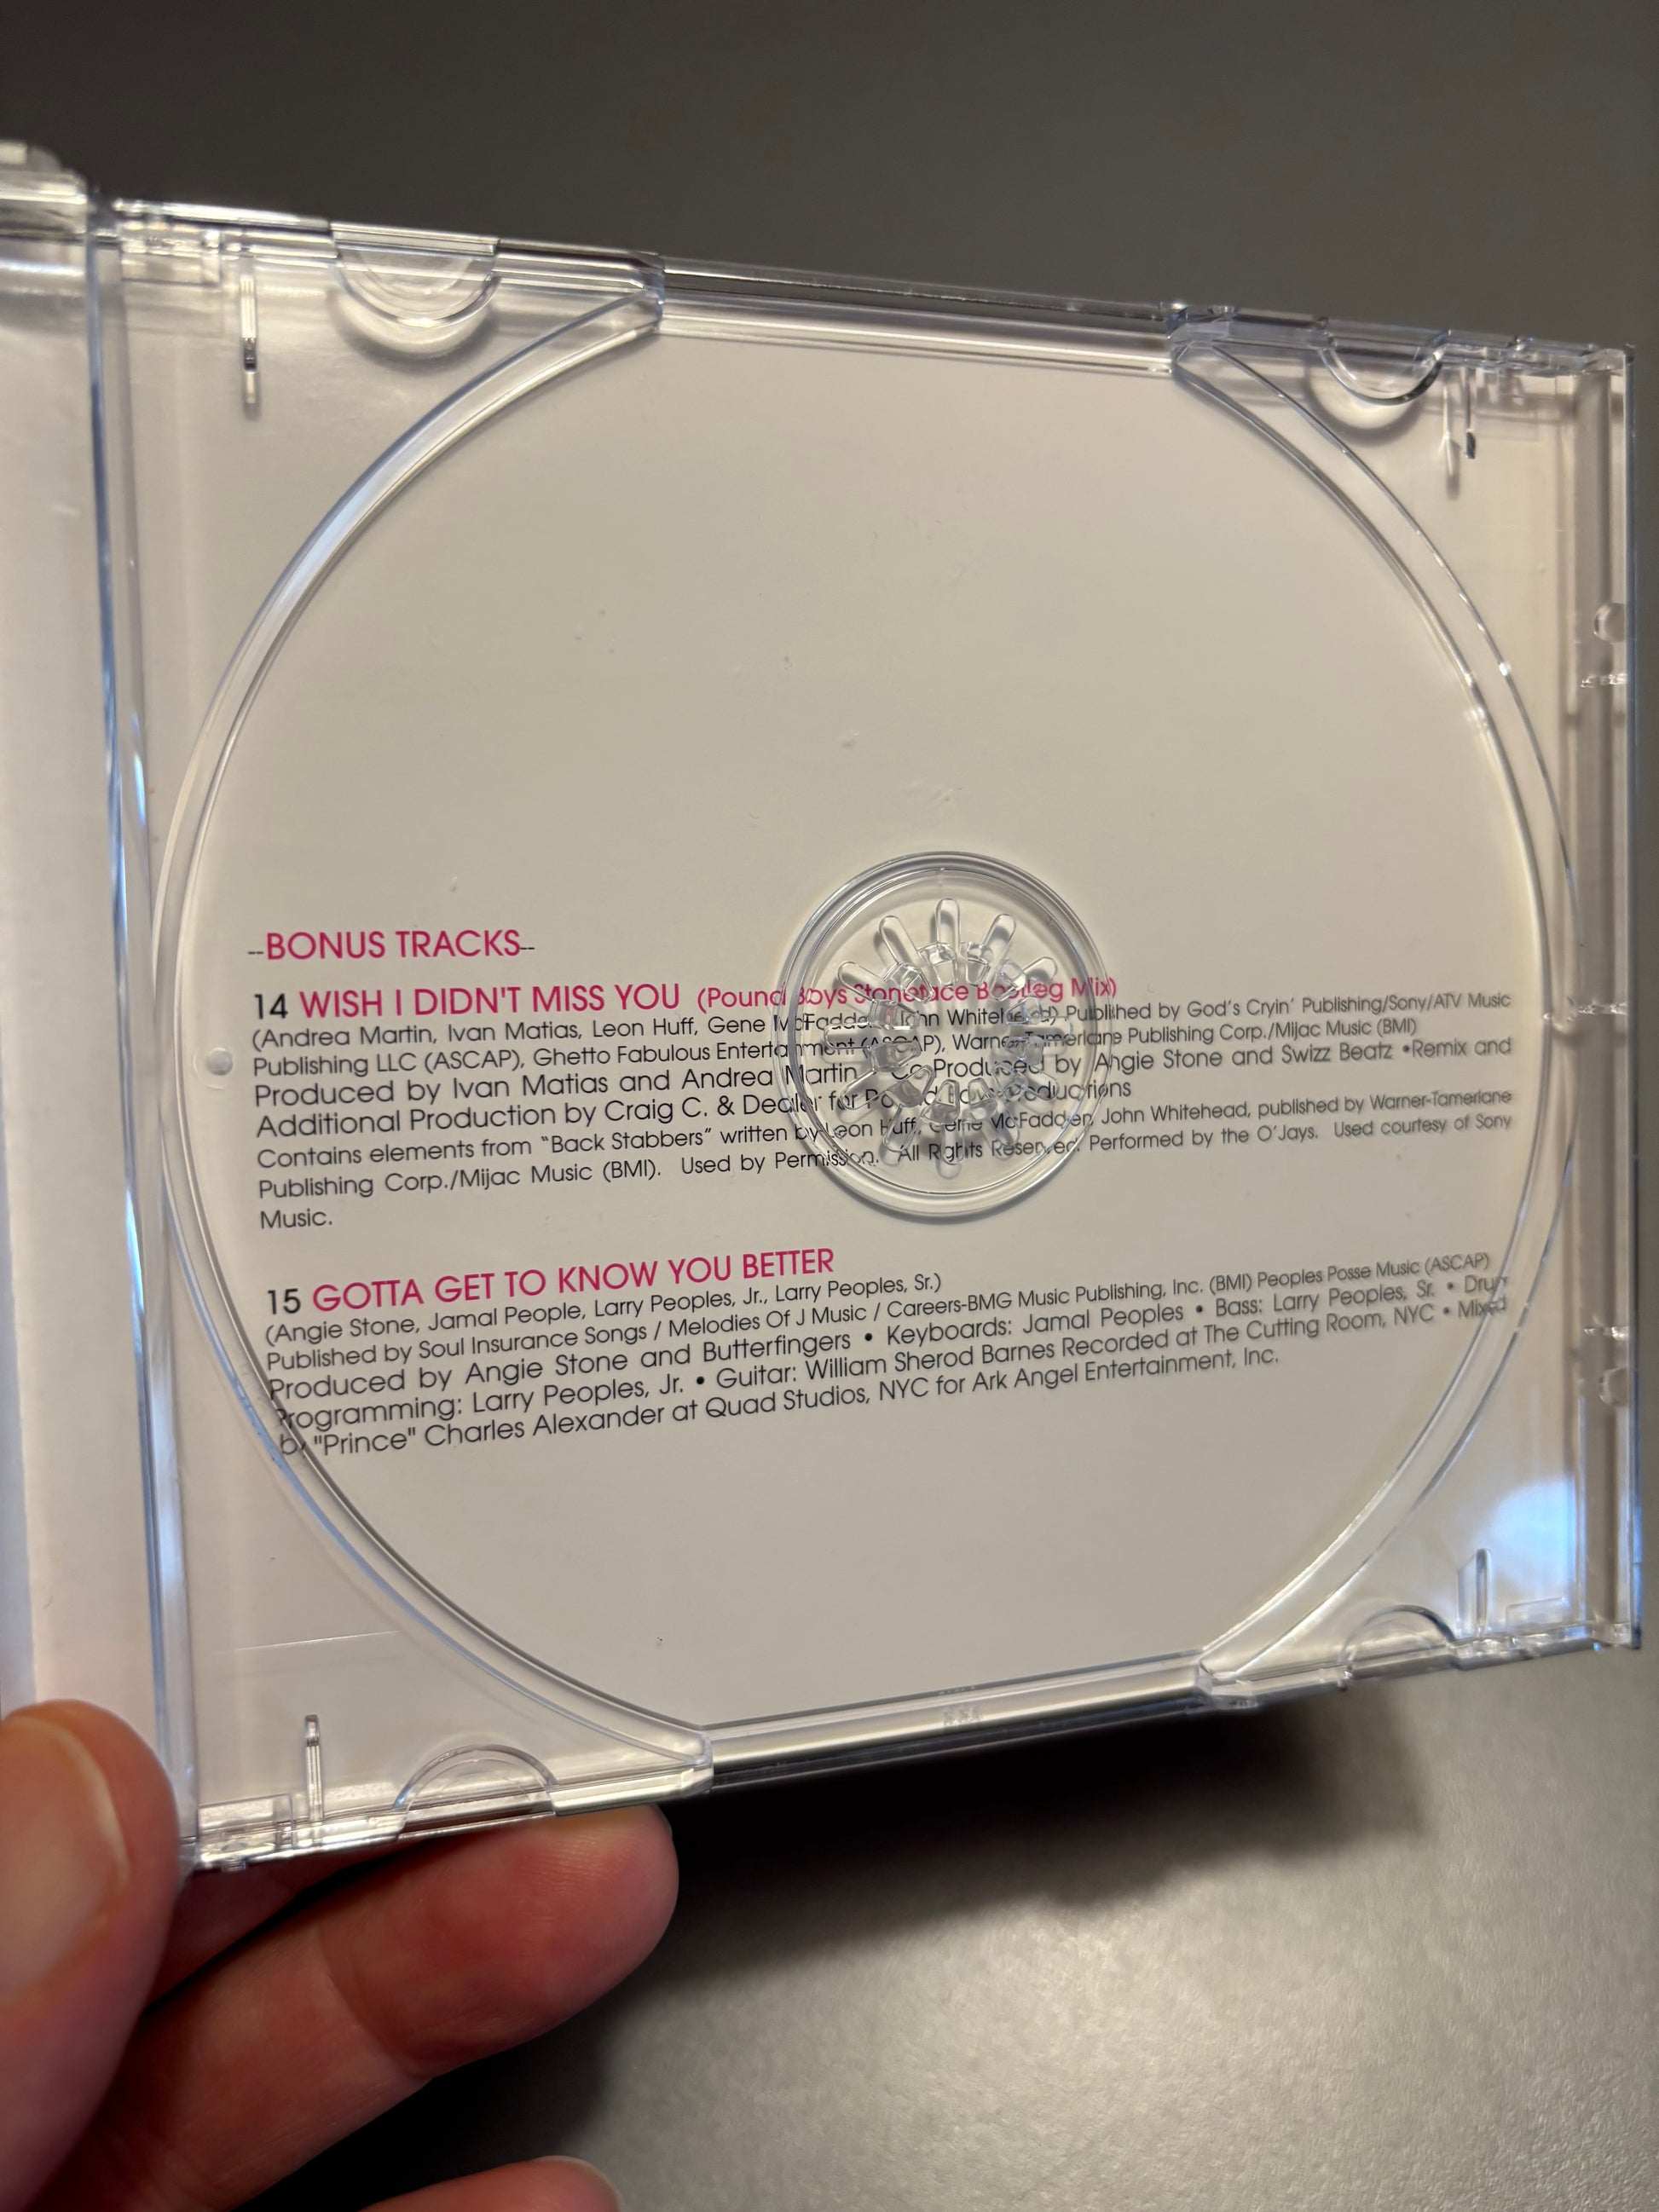 --BONUS TRACKS--
14 WISH I DIDN'T MISS YOU (Pound Boys Stoneface Bootleg Mix)
(Andrea Martin, Ivan Matias, Leon Huff, Gene McFadden, John Whitehead) Published by God's Cryin' Publishing/Sony/ATV Music
Publishing LLC (ASCAP), Ghetto Fabulous Entertainment (ASCAP), Warner-Tamerlane Publishing Corp./Mijac Music (BMI)
Produced by Ivan Matias and Andrea Martin Co-Produced by Angie Stone and Swizz Beatz •Remix and
Additional Production by Craig C. & Dealer for Pound Boys Productions
Contains elements from “Back Stabbers” written by Leon Huff, Gene McFadden, John Whitehead, published by Warner-Tamerlane
Publishing Corp./Mijac Music (BMI). Used by Permission. All Rights Reserved. Performed by the O'Jays. Used courtesy of Sony
Music.
15 GOTTA GET TO KNOW YOU BETTER
(Angie Stone, Jamal People, Larry Peoples, Jr., Larry Peoples, Sr.)
Published by Soul Insurance Songs / Melodies Of J Music / Careers-BMG Music Publishing, Inc. (BMI) Peoples Posse Music (ASCAP)
Produced by Angie Stone and Butterfingers • Keyboards: Jamal Peoples • Bass: Larry Peoples, Sr. • Drum
Programming: Larry Peoples, Jr. • Guitar: William Sherod Barnes Recorded at The Cutting Room, NYC • Mixed
by "Prince" Charles Alexander at Quad Studios, NYC for Ark Angel Entertainment, Inc.